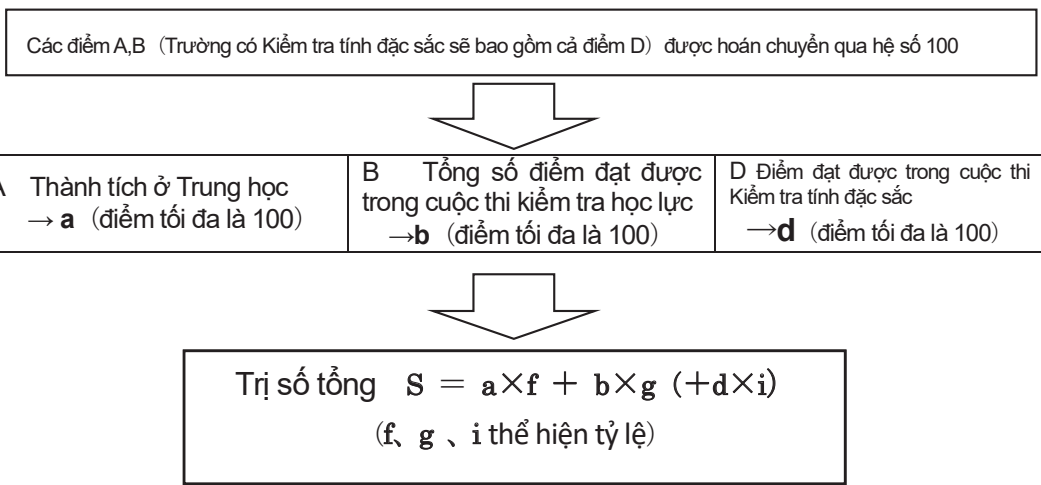 Các điểm A,B（Trường có Kiểm tra tính đặc sắc sẽ bao gồm cả điểm D）được hoán chuyển qua hệ số 100
A Thành tích ở Trung học
→ a（điểm tối đa là 100）
B Tổng số điểm đạt được
trong cuộc thi kiểm tra học lực
→b（điểm tối đa là 100）
D Điểm đạt được trong cuộc thi
Kiểm tra tính đặc sắc
→d（điểm tối đa là 100）
Trị số tổng S ＝ a×f + b×g (+d×i)
(f、g 、i thể hiện tỷ lệ)